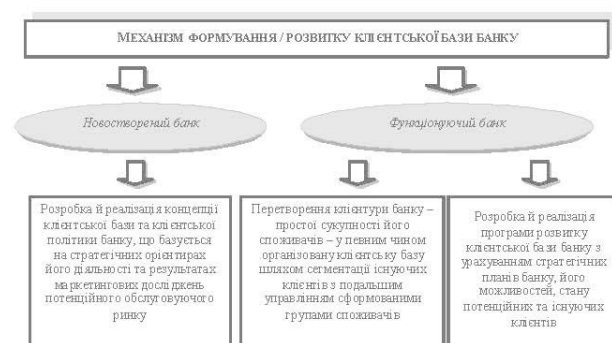 МЕХАНІЗМ ФОРМУВАННЯ / РОЗВИТКУ КЛІЄНТСЬКОЇ БАЗИ БАНКУ
Новостворений банк
Функціонуючий банк
Розробка й реалізація концепції
клієнтської бази та клієнтської
політики банку, що базується
на стратегічних орієнтирах
його діяльності та результатах
маркетингових досліджень
потенційного обслуговуючого
ринку
Перетворення клієнтури банку –
простої сукупності його
споживачів – у певним чином
організовану клієнтську базу
шляхом сегментації існуючих
клієнтів з подальшим
управлінням сформованими
групами споживачів
Розробка й реалізація
програми розвитку
клієнтської бази банку з
урахуванням стратегічних
планів банку, його
можливостей, стану
потенційних та існуючих
клієнтів